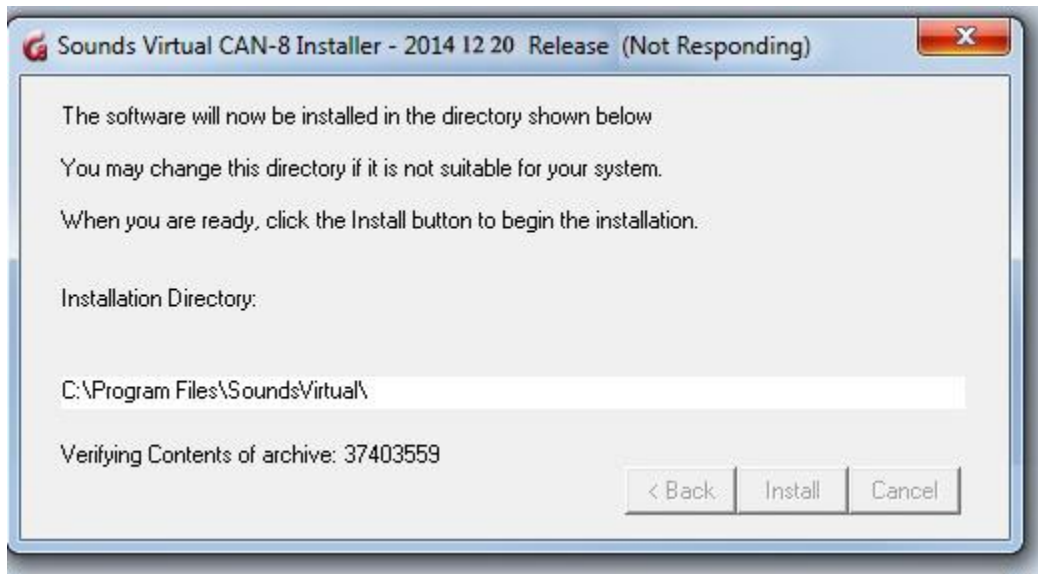 Sounds Virtual CAN-8 Installer - 2014 12 20 Release (Not Responding)
The software will now be installed in the directory shown below
You may change this directory if it is not suitable for your system.
When you are ready, click the Install button to begin the installation.
Installation Directory:
C:\Program Files\SoundsVirtual\
Verifying Contents of archive: 37403559
< Back Install Cancel